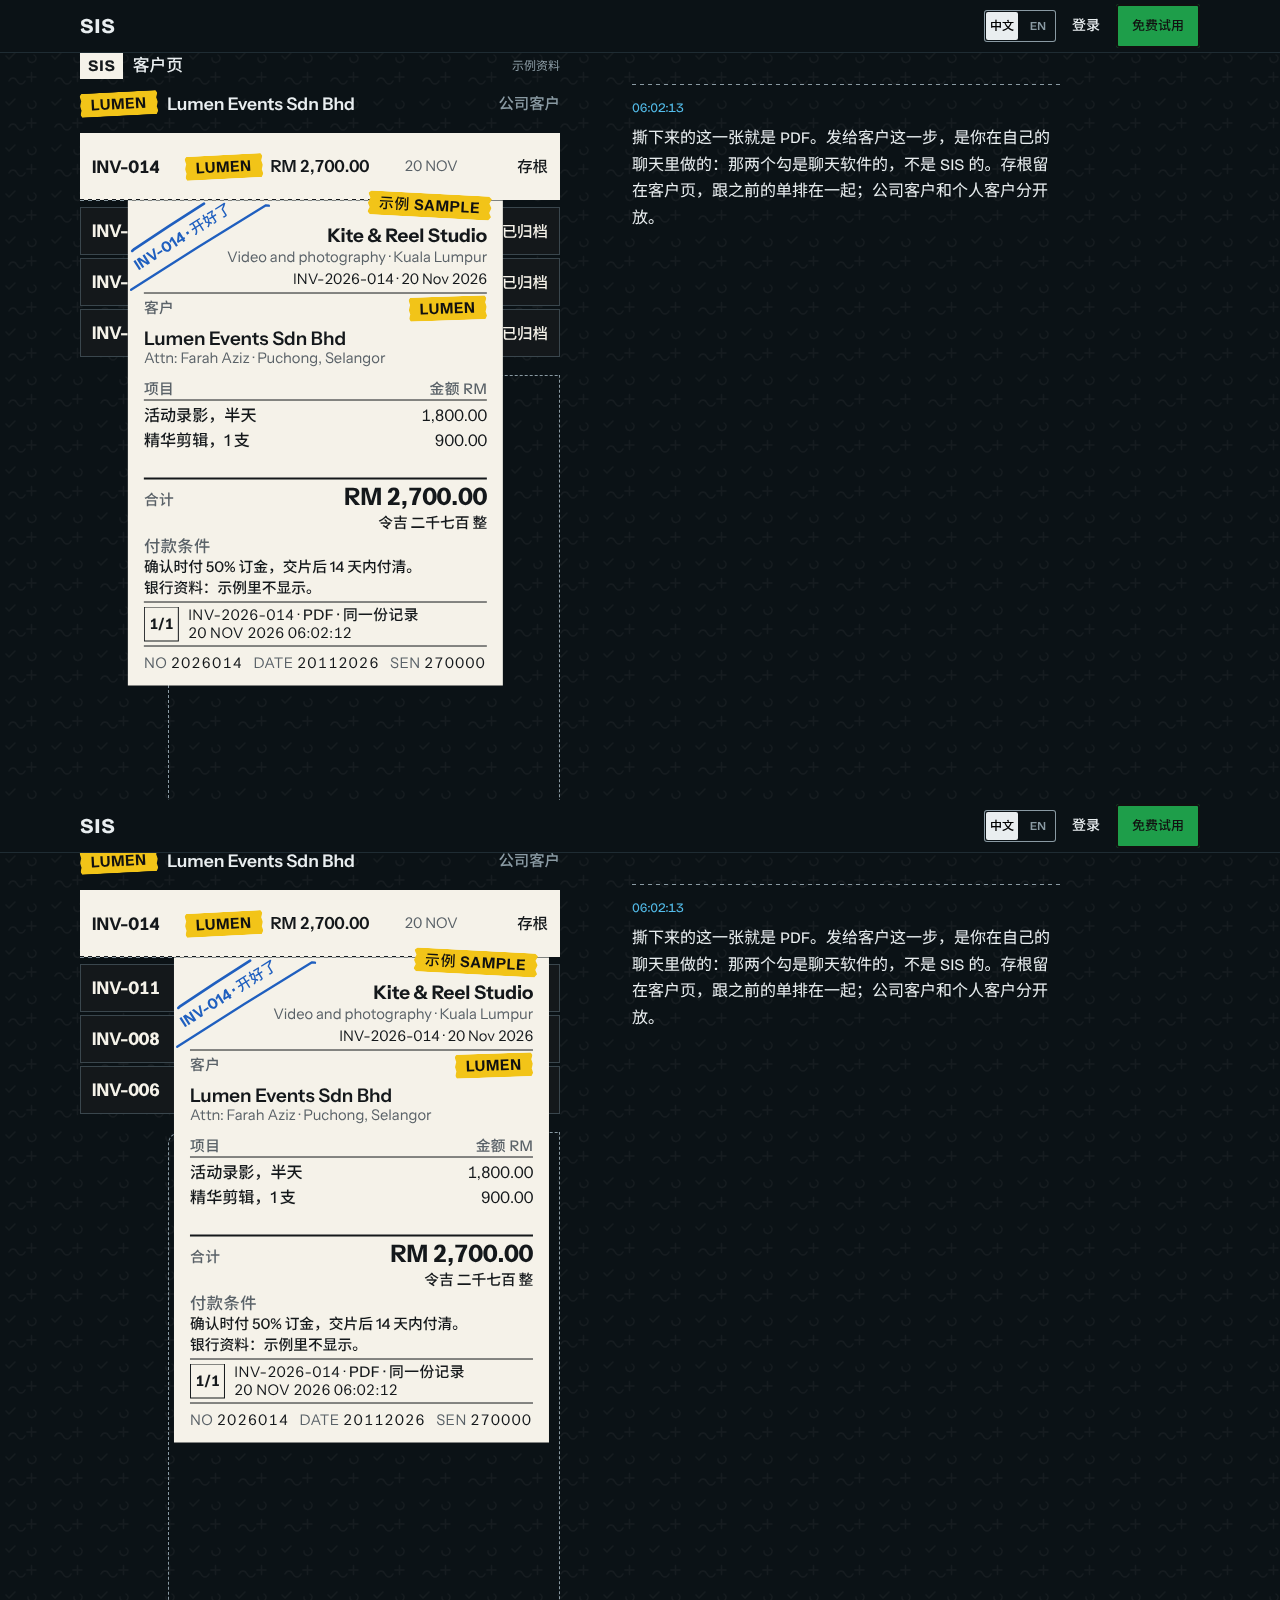 SIS
中文 EN 登录 免费试用
SIS 客户页 示例资料
LUMEN Lumen Events Sdn Bhd 公司客户
INV-014 LUMEN RM 2,700.00 20 NOV 存根
INV- 已归档
INV- 已归档
INV- 已归档
示例 SAMPLE
INV-014·开好了
Kite & Reel Studio
Video and photography·Kuala Lumpur
INV-2026-014·20 Nov 2026
客户 LUMEN
Lumen Events Sdn Bhd
Attn: Farah Aziz·Puchong, Selangor
项目 金额 RM
活动录影，半天 1,800.00
精华剪辑，1 支 900.00
合计 RM 2,700.00
令吉 二千七百 整
付款条件
确认时付 50% 订金，交片后 14 天内付清。
银行资料：示例里不显示。
1/1 INV-2026-014·PDF·同一份记录
20 NOV 2026 06:02:12
NO 2026014 DATE 20112026 SEN 270000
06:02:13
撕下来的这一张就是 PDF。发给客户这一步，是你在自己的
聊天里做的：那两个勾是聊天软件的，不是 SIS 的。存根留
在客户页，跟之前的单排在一起；公司客户和个人客户分开
放。
SIS
中文 EN 登录 免费试用
LUMEN Lumen Events Sdn Bhd 公司客户
INV-014 LUMEN RM 2,700.00 20 NOV 存根
INV-011
INV-008
INV-006
示例 SAMPLE
INV-014·开好了
Kite & Reel Studio
Video and photography·Kuala Lumpur
INV-2026-014·20 Nov 2026
客户 LUMEN
Lumen Events Sdn Bhd
Attn: Farah Aziz·Puchong, Selangor
项目 金额 RM
活动录影，半天 1,800.00
精华剪辑，1 支 900.00
合计 RM 2,700.00
令吉 二千七百 整
付款条件
确认时付 50% 订金，交片后 14 天内付清。
银行资料：示例里不显示。
1/1 INV-2026-014·PDF·同一份记录
20 NOV 2026 06:02:12
NO 2026014 DATE 20112026 SEN 270000
06:02:13
撕下来的这一张就是 PDF。发给客户这一步，是你在自己的
聊天里做的：那两个勾是聊天软件的，不是 SIS 的。存根留
在客户页，跟之前的单排在一起；公司客户和个人客户分开
放。